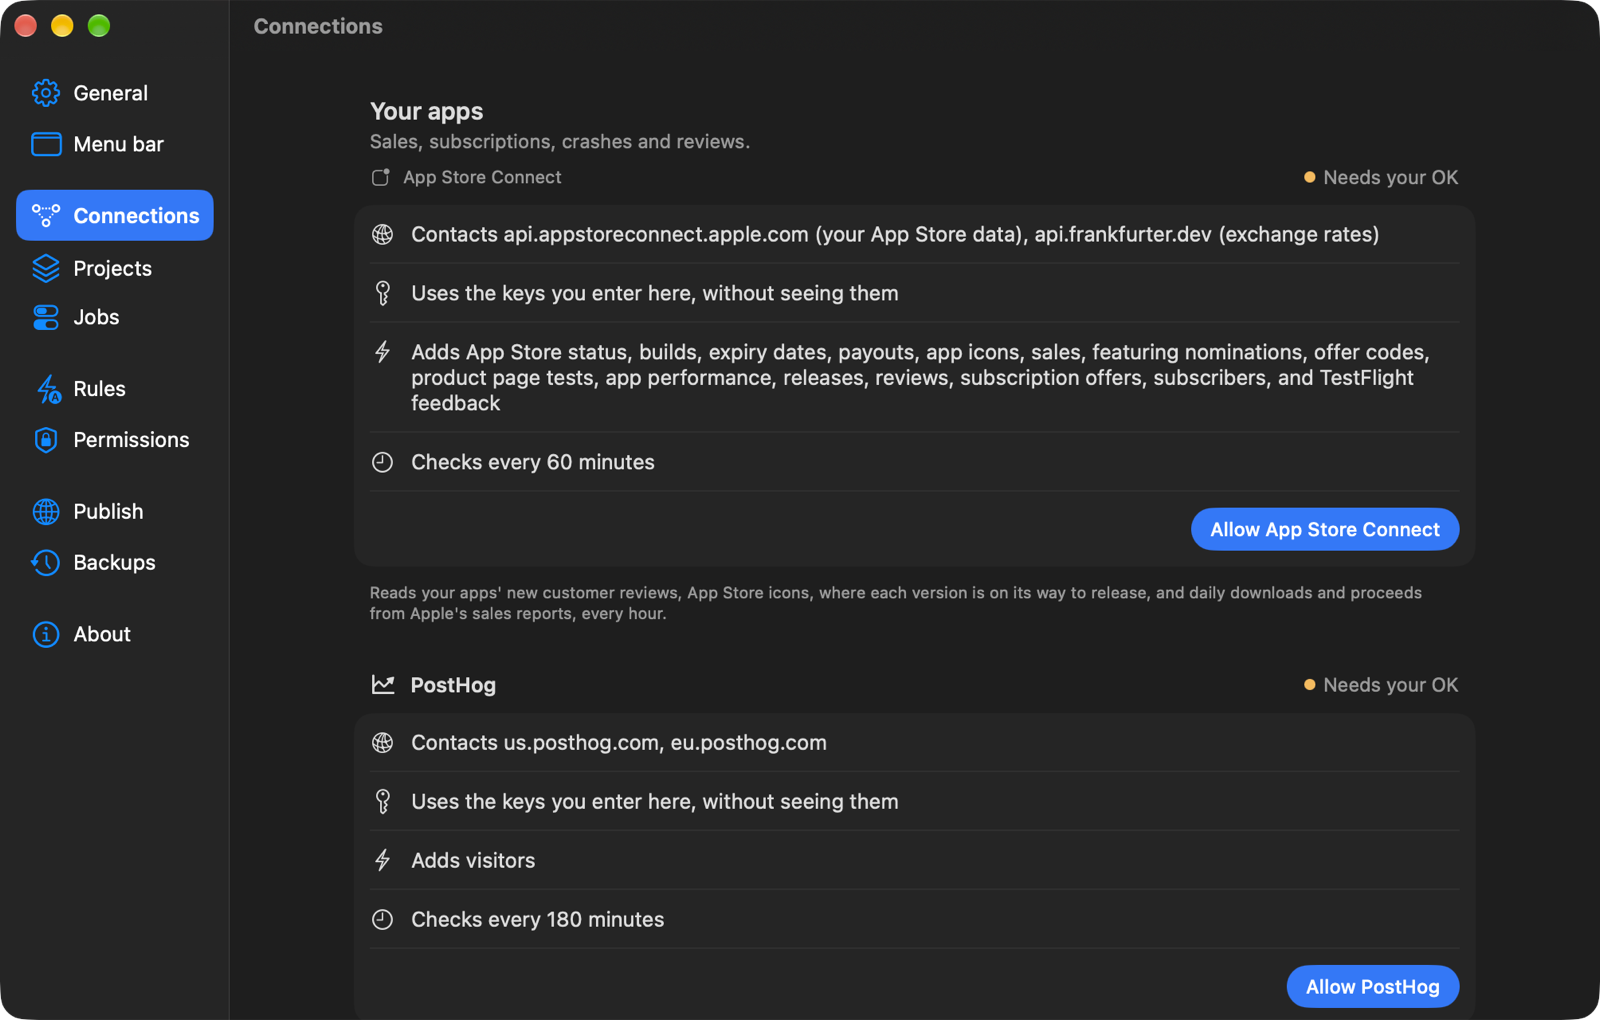 Connections
General
Menu bar
Connections
Projects
Jobs
Rules
Permissions
Publish
Backups
About
Your apps
Sales, subscriptions, crashes and reviews.
App Store Connect
Needs your OK
Contacts api.appstoreconnect.apple.com (your App Store data), api.frankfurter.dev (exchange rates)
Uses the keys you enter here, without seeing them
Adds App Store status, builds, expiry dates, payouts, app icons, sales, featuring nominations, offer codes,
product page tests, app performance, releases, reviews, subscription offers, subscribers, and TestFlight
feedback
Checks every 60 minutes
Allow App Store Connect
Reads your apps' new customer reviews, App Store icons, where each version is on its way to release, and daily downloads and proceeds
from Apple's sales reports, every hour.
PostHog
Needs your OK
Contacts us.posthog.com, eu.posthog.com
Uses the keys you enter here, without seeing them
Adds visitors
Checks every 180 minutes
Allow PostHog